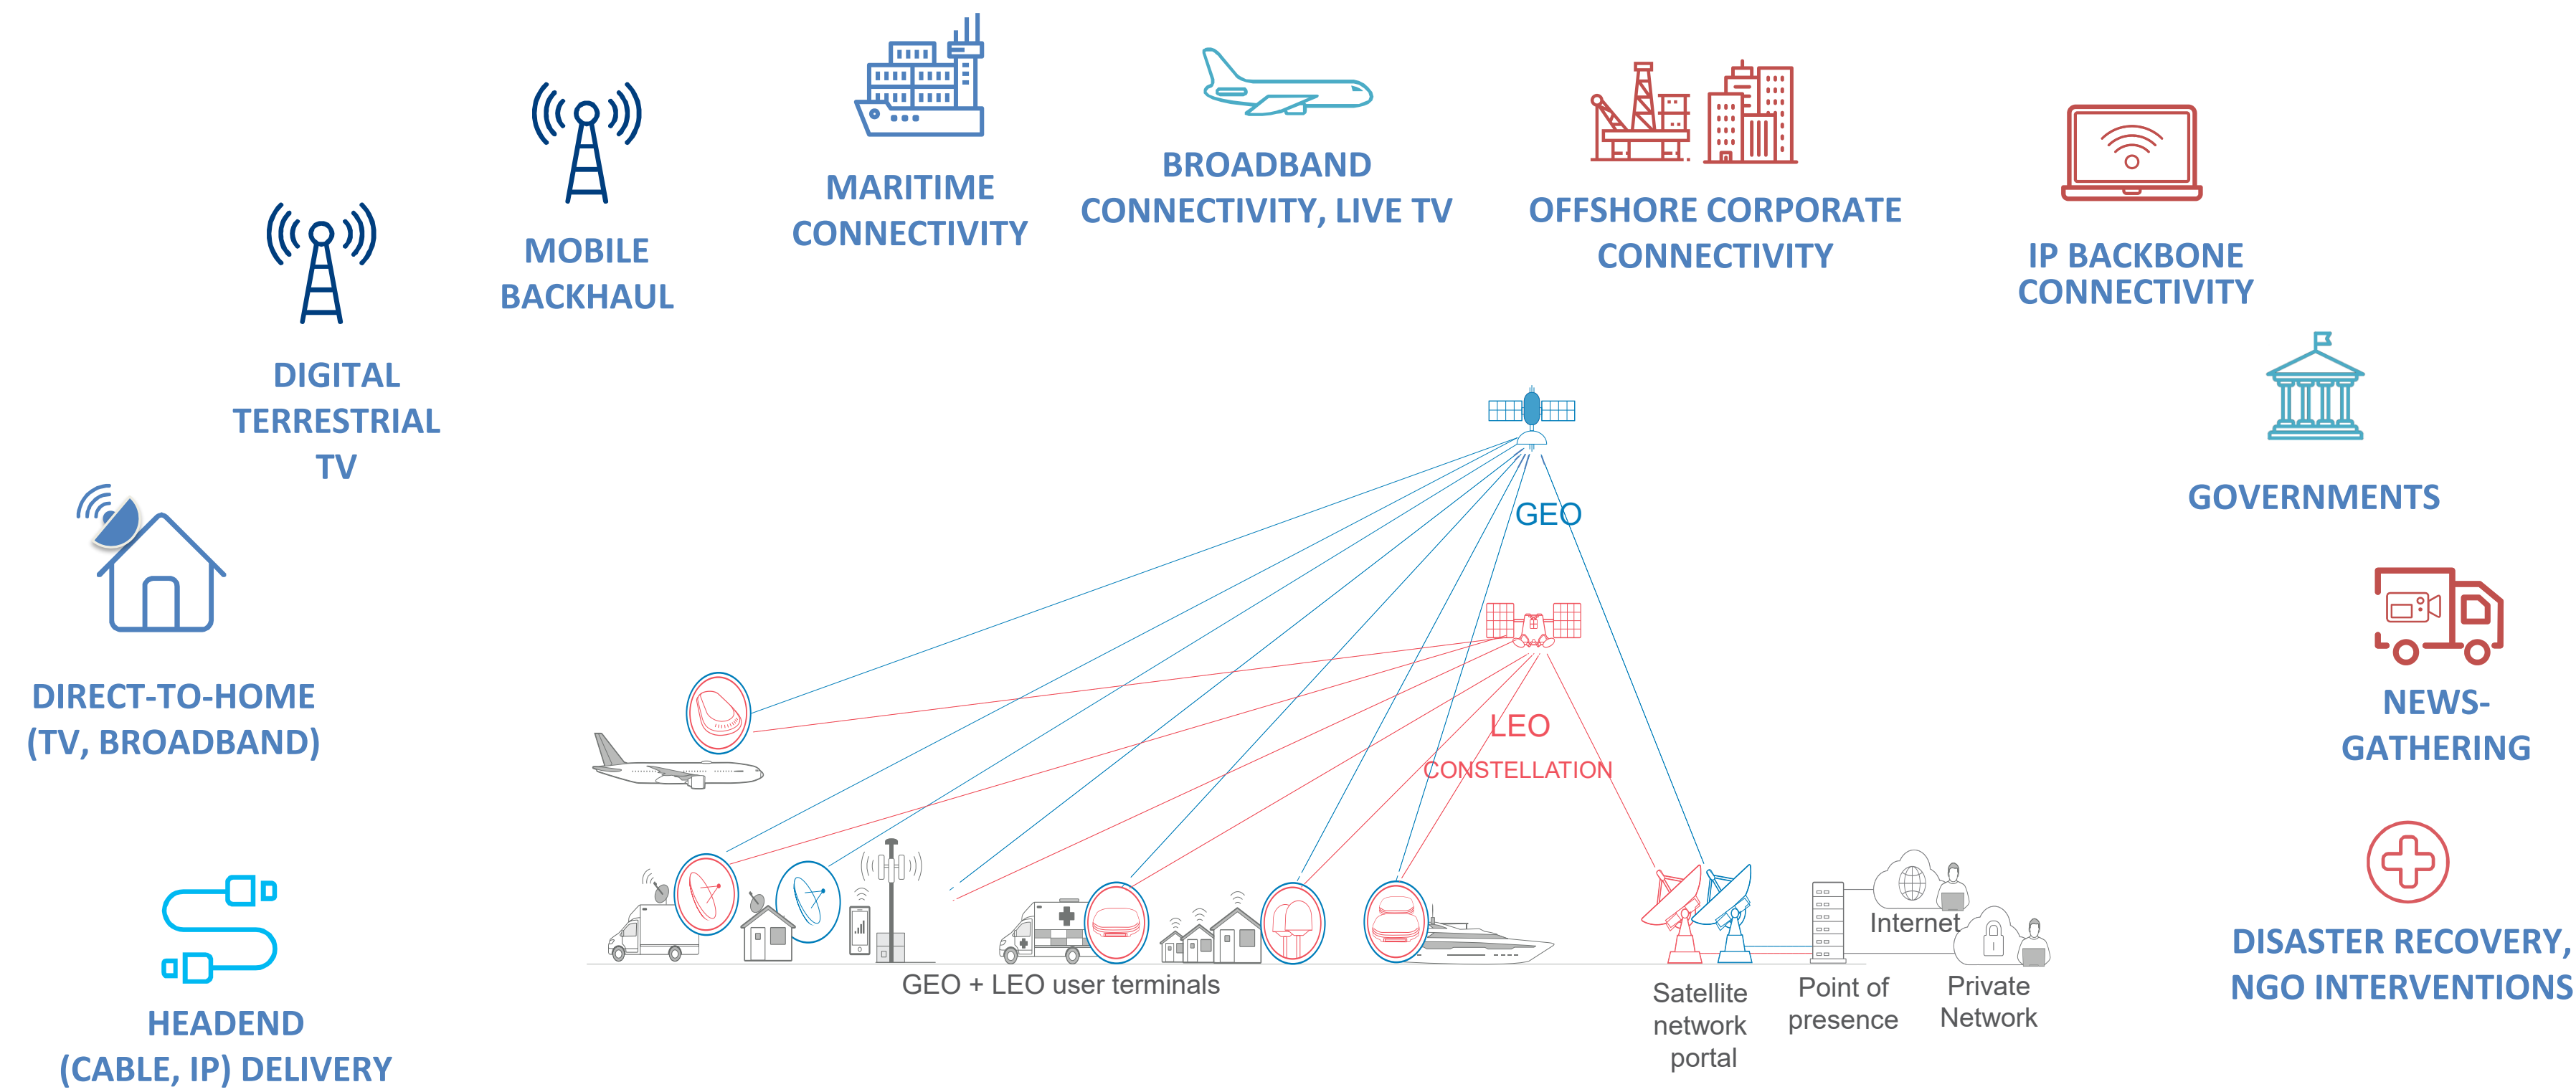 MARITIME
CONNECTIVITY
BROADBAND
CONNECTIVITY, LIVE TV
OFFSHORE CORPORATE
CONNECTIVITY
IP BACKBONE
CONNECTIVITY
MOBILE
BACKHAUL
DIGITAL
TERRESTRIAL
TV
GOVERNMENTS
GEO
DIRECT-TO-HOME
(TV, BROADBAND)
LEO
CONSTELLATION
NEWS-
GATHERING
Internet
DISASTER RECOVERY,
NGO INTERVENTIONS
GEO + LEO user terminals
Satellite
network
portal
Point of
presence
Private
Network
HEADEND
(CABLE, IP) DELIVERY